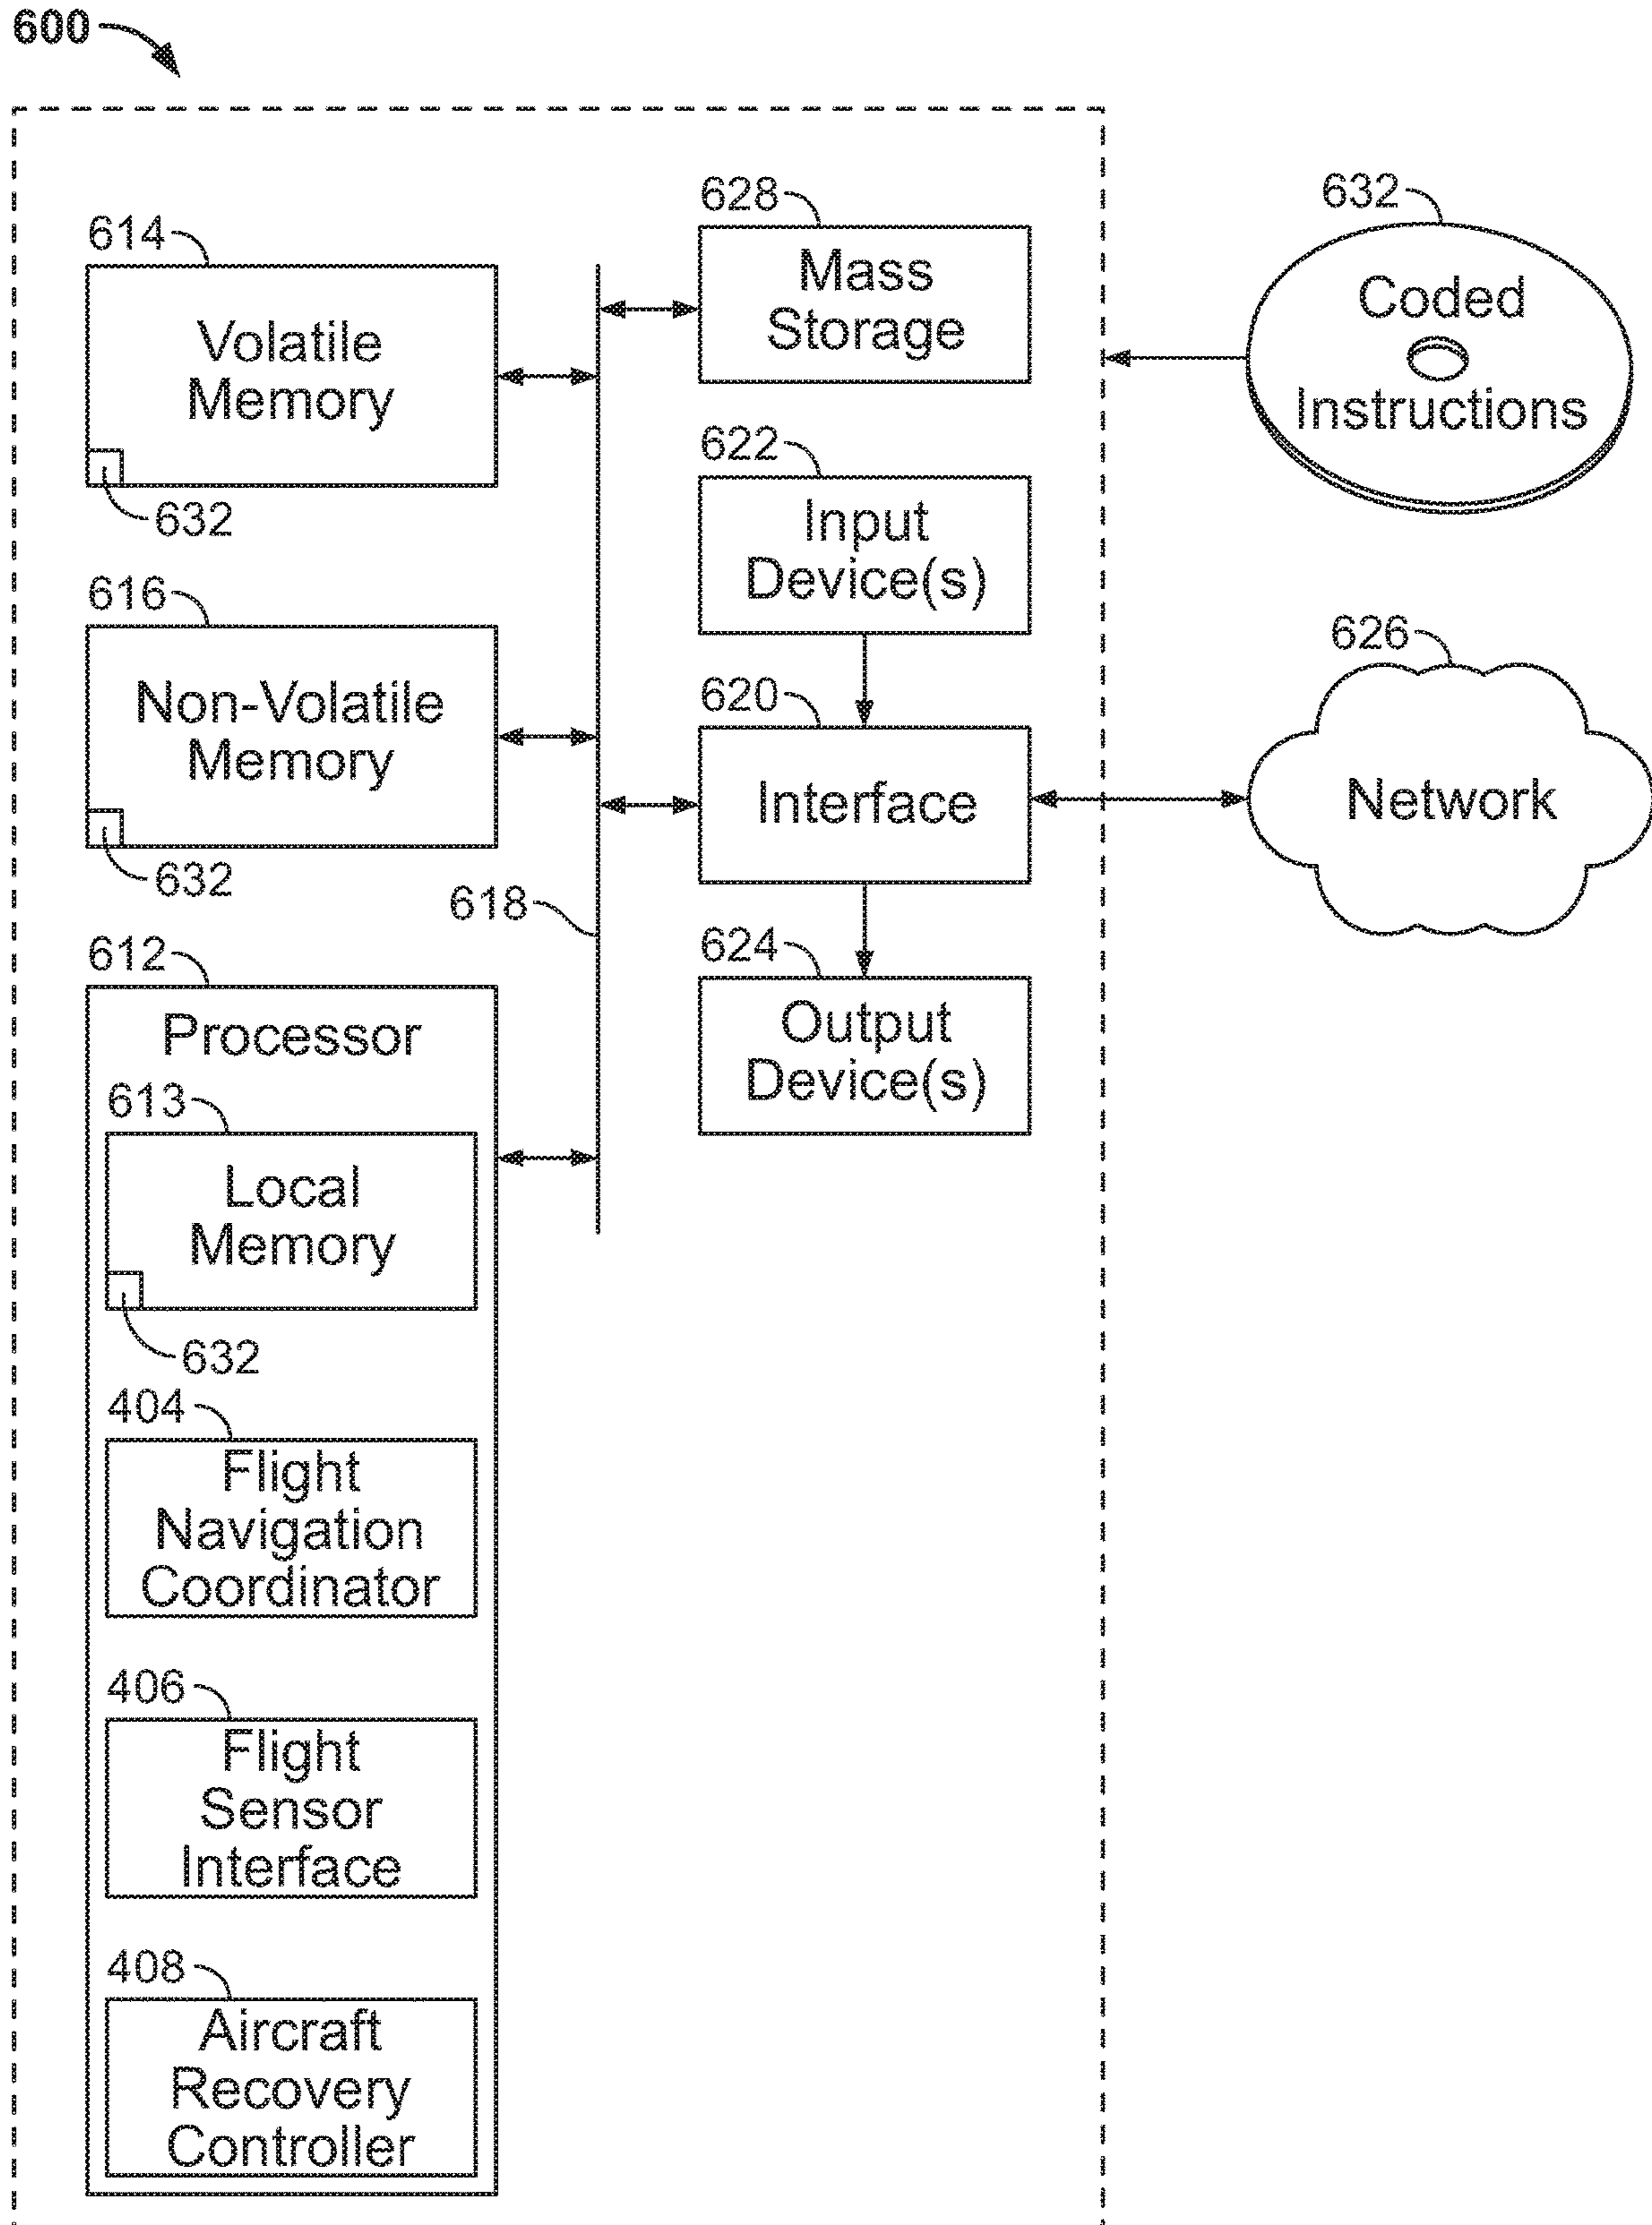 600
614
Volatile
Memory
632
616
Non-Volatile
Memory
632
612
Processor
613
Local
Memory
632
404
Flight
Navigation
Coordinator
406
Flight
Sensor
Interface
408
Aircraft
Recovery
Controller
618
628
Mass
Storage
622
Input
Device(s)
620
Interface
624
Output
Device(s)
632
Coded
Instructions
626
Network